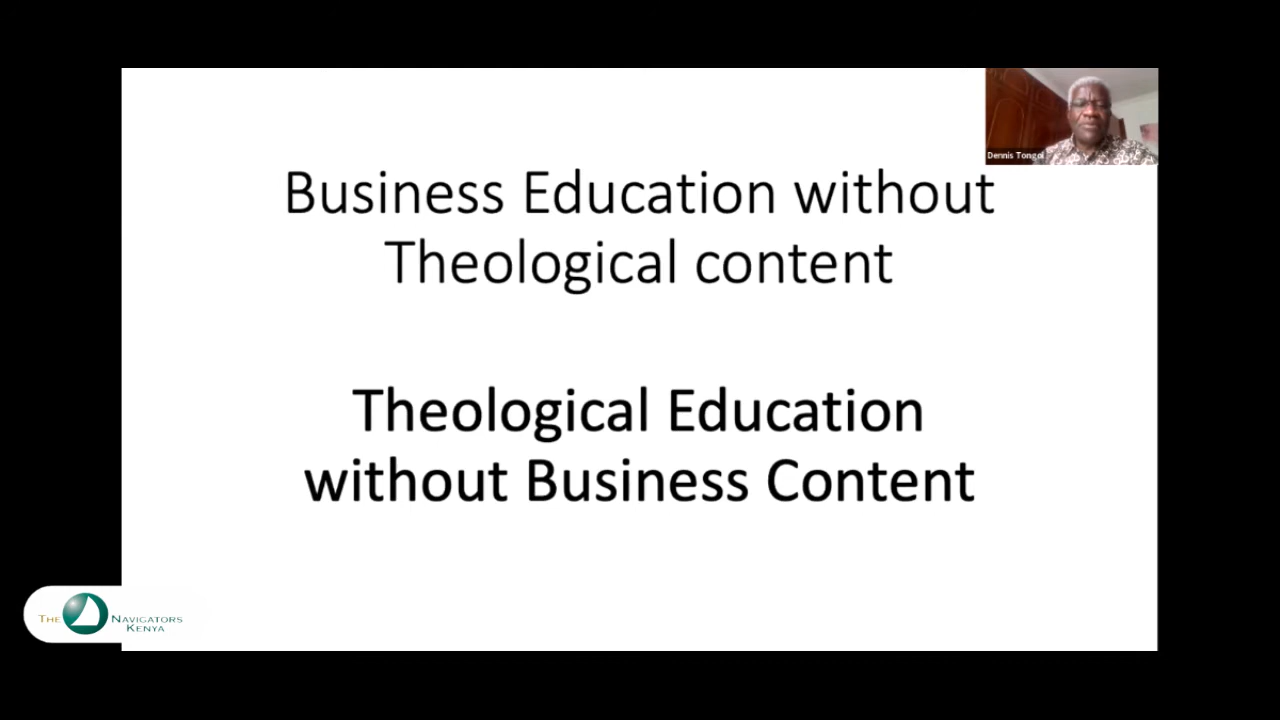 Business Education without
Theological content
Theological Education
without Business Content
Dennis Tongoi
THE NAVIGATORS
KENYA